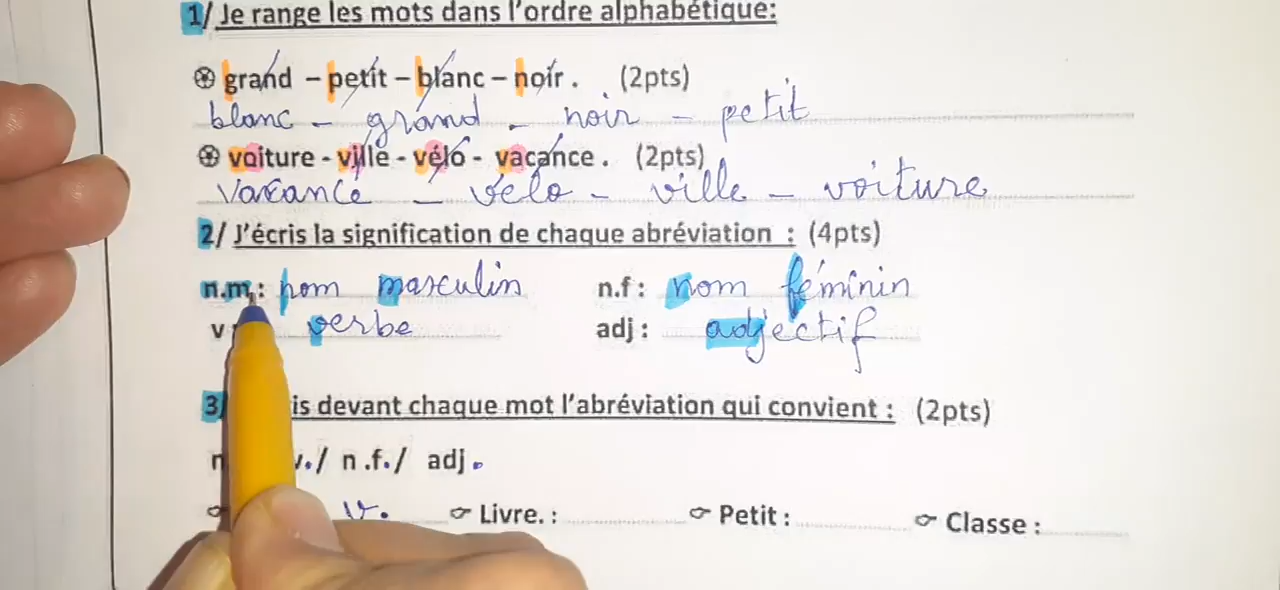 1/ Je range les mots dans l'ordre alphabétique:
grand – petit – blanc – noir . (2pts)
blanc - grand - noir - petit
voiture - ville - vélo - vacance . (2pts)
vacance - vélo - ville - voiture
2/ J'écris la signification de chaque abréviation : (4pts)
n.m : nom masculin n.f : nom féminin
v verbe adj : adjectif
3/ is devant chaque mot l'abréviation qui convient : (2pts)
n v./ n .f./ adj.
v. Livre. : Petit : Classe :